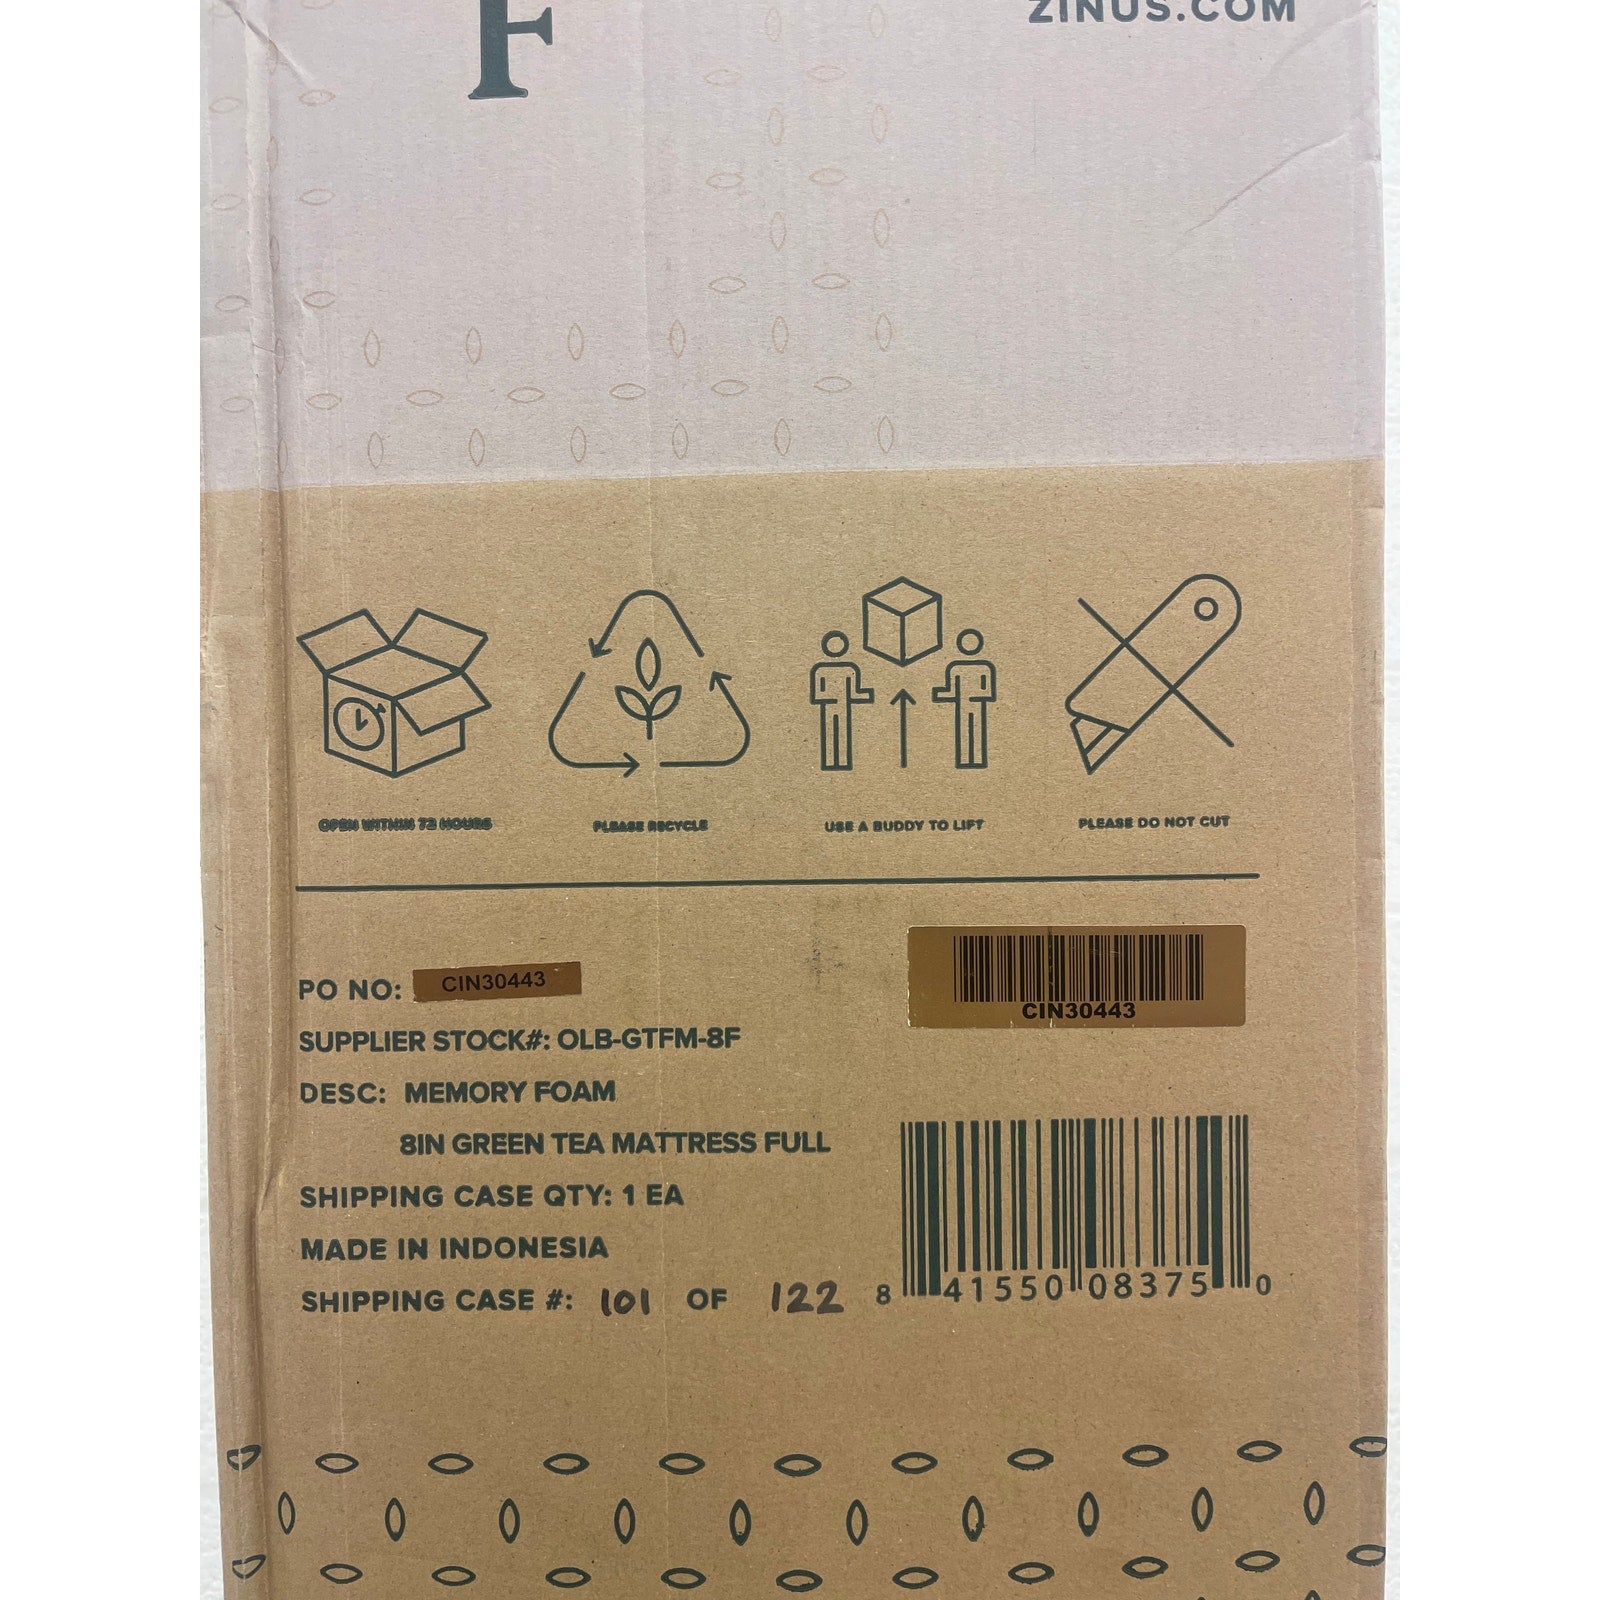 F
ZINUS.COM
OPEN WITHIN 72 HOURS
PLEASE RECYCLE
USE A BUDDY TO LIFT
PLEASE DO NOT CUT
PO NO: CIN30443
CIN30443
SUPPLIER STOCK#: OLB-GTFM-8F
DESC: MEMORY FOAM
8IN GREEN TEA MATTRESS FULL
SHIPPING CASE QTY: 1 EA
MADE IN INDONESIA
SHIPPING CASE #: 101 OF 122
8 41550 08375 0